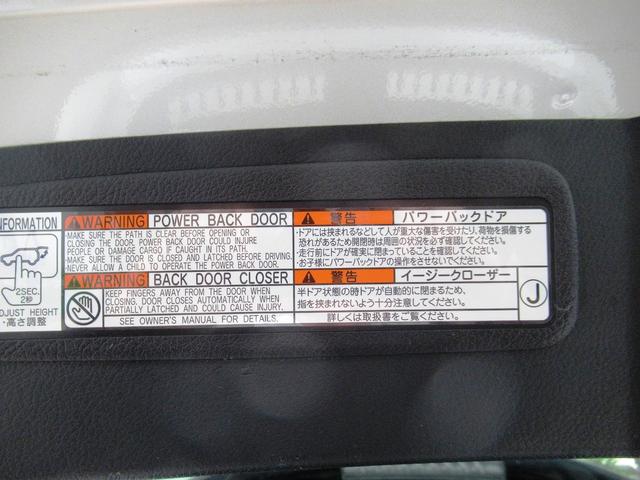 INFORMATION
2SEC.
2秒
ADJUST HEIGHT
・高さ調整
WARNING POWER BACK DOOR
・MAKE SURE THE PATH IS CLEAR BEFORE OPENING OR
CLOSING THE DOOR. POWER BACK DOOR COULD INJURE
PEOPLE OR DAMAGE CARGO IF CAUGHT IN ITS PATH.
・MAKE SURE THE DOOR IS CLOSED AND LATCHED BEFORE DRIVING.
・NEVER ALLOW A CHILD TO OPERATE THE POWER BACK DOOR.
警告 パワーバックドア
・ドアには挟まれるなどして人が重大な傷害を受けたり、荷物を損傷する
恐れがあるため開閉時は周囲の状況を必ず確認してください。
・走行前にドアが確実に閉まっていることを確認してください。
・お子様にパワーバックドアの操作をさせないでください。
WARNING BACK DOOR CLOSER
KEEP FINGERS AWAY FROM THE DOOR WHEN
CLOSING. DOOR CLOSES AUTOMATICALLY WHEN
PARTIALLY LATCHED AND COULD CAUSE INJURY.
SEE OWNER'S MANUAL FOR DETAILS.
警告 イージークローザー
半ドア状態の時ドアが自動的に閉まるため、
指を挟まれないよう十分注意してください。
詳しくは取扱書をご覧ください。
J